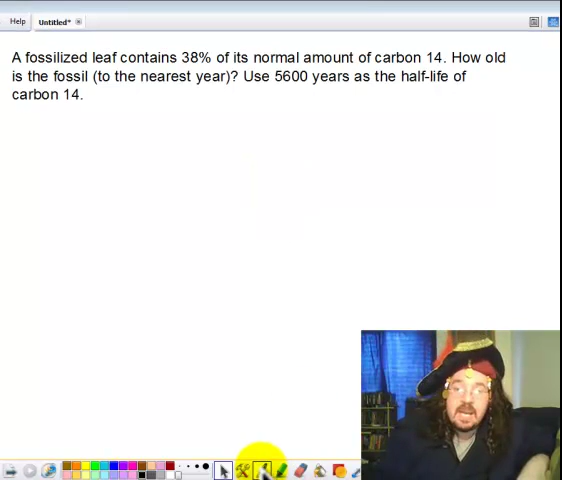 Help Untitled*
A fossilized leaf contains 38% of its normal amount of carbon 14. How old
is the fossil (to the nearest year)? Use 5600 years as the half-life of
carbon 14.